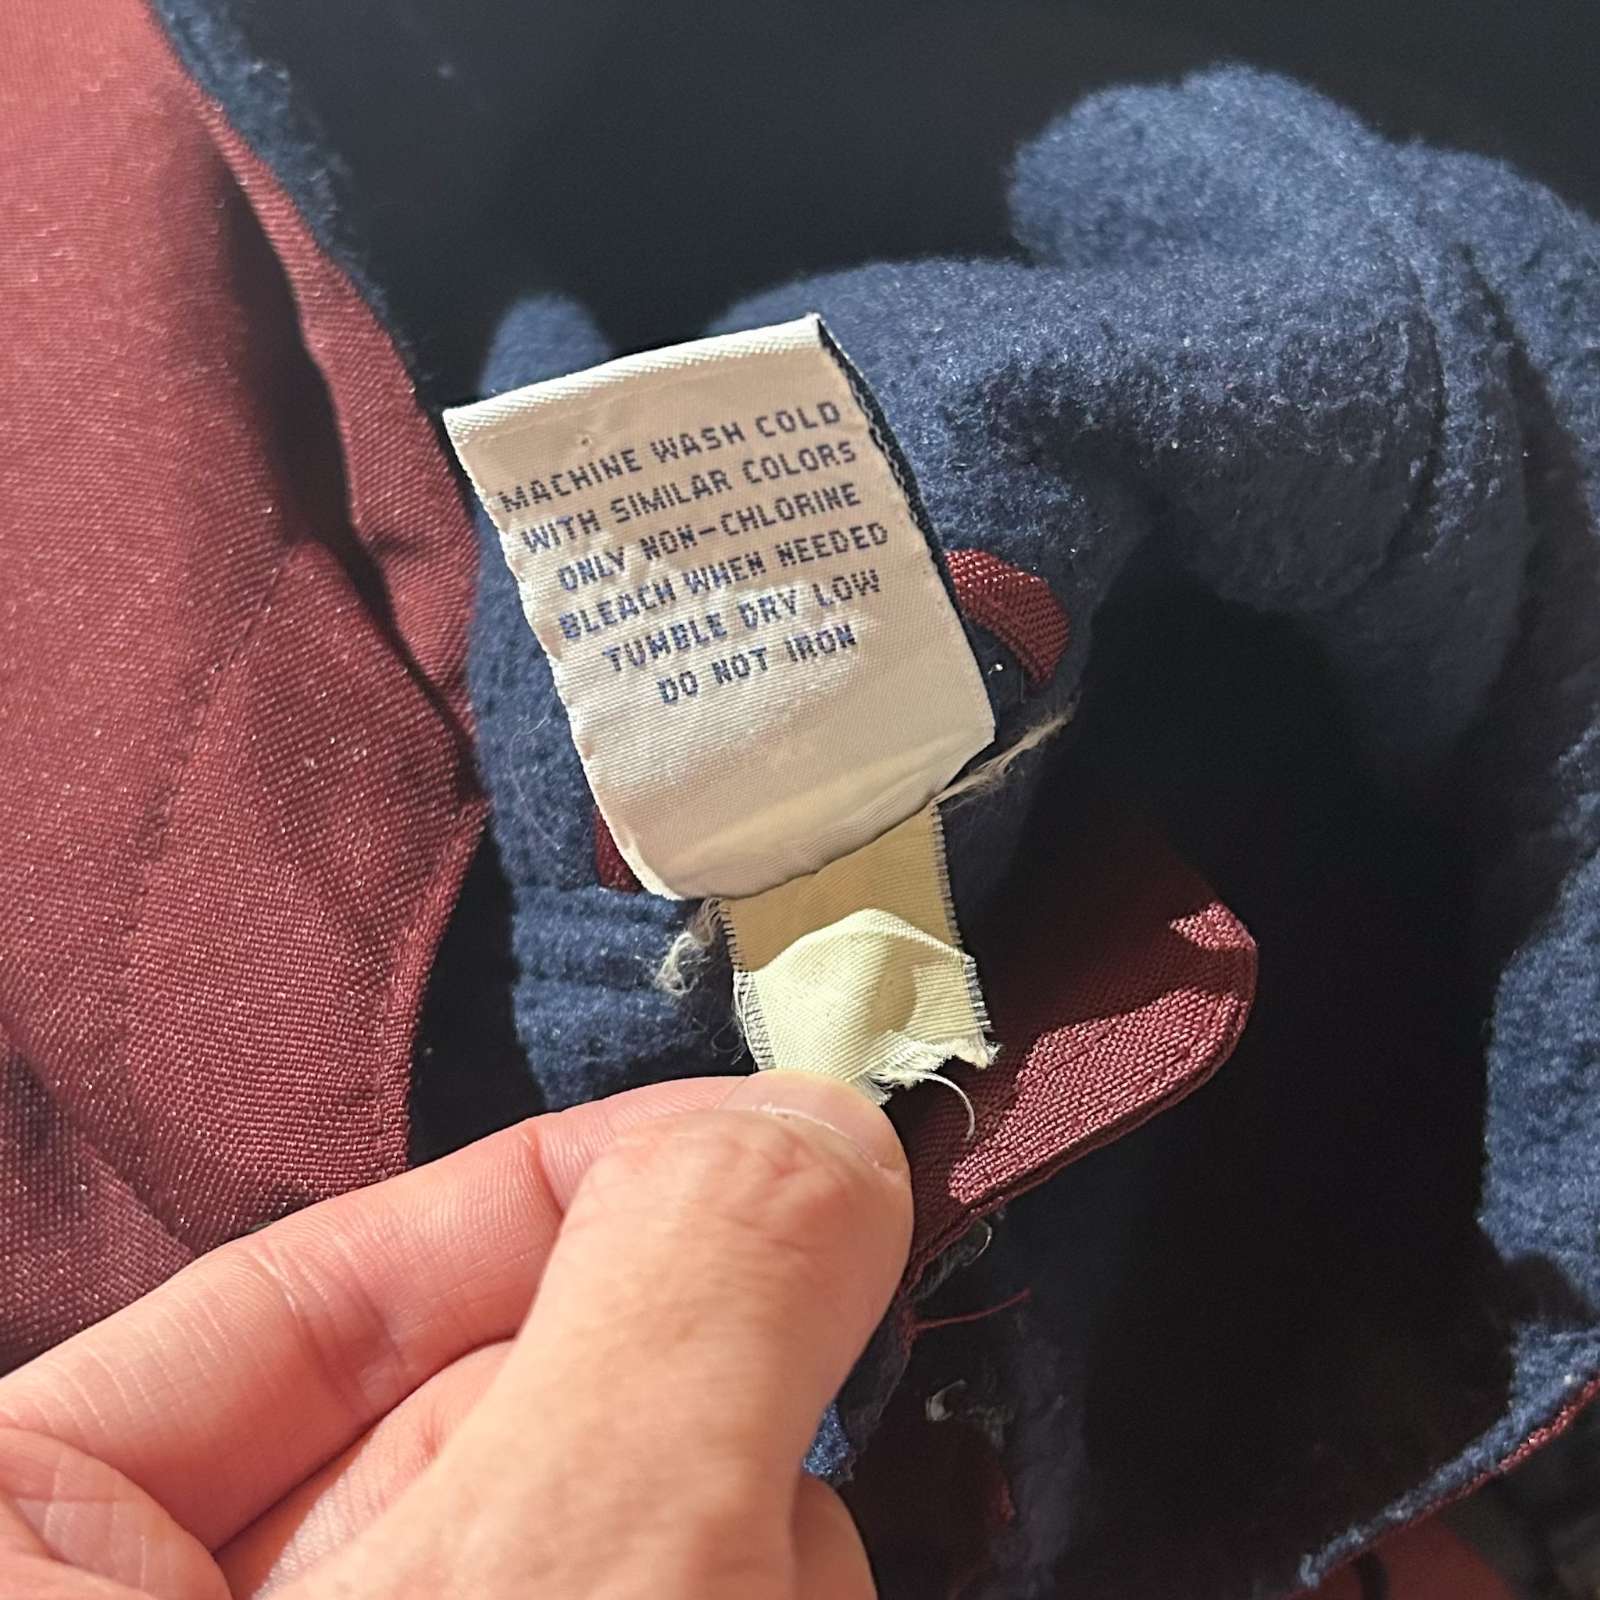 MACHINE WASH COLD
WITH SIMILAR COLORS
ONLY NON-CHLORINE
BLEACH WHEN NEEDED
TUMBLE DRY LOW
DO NOT IRON